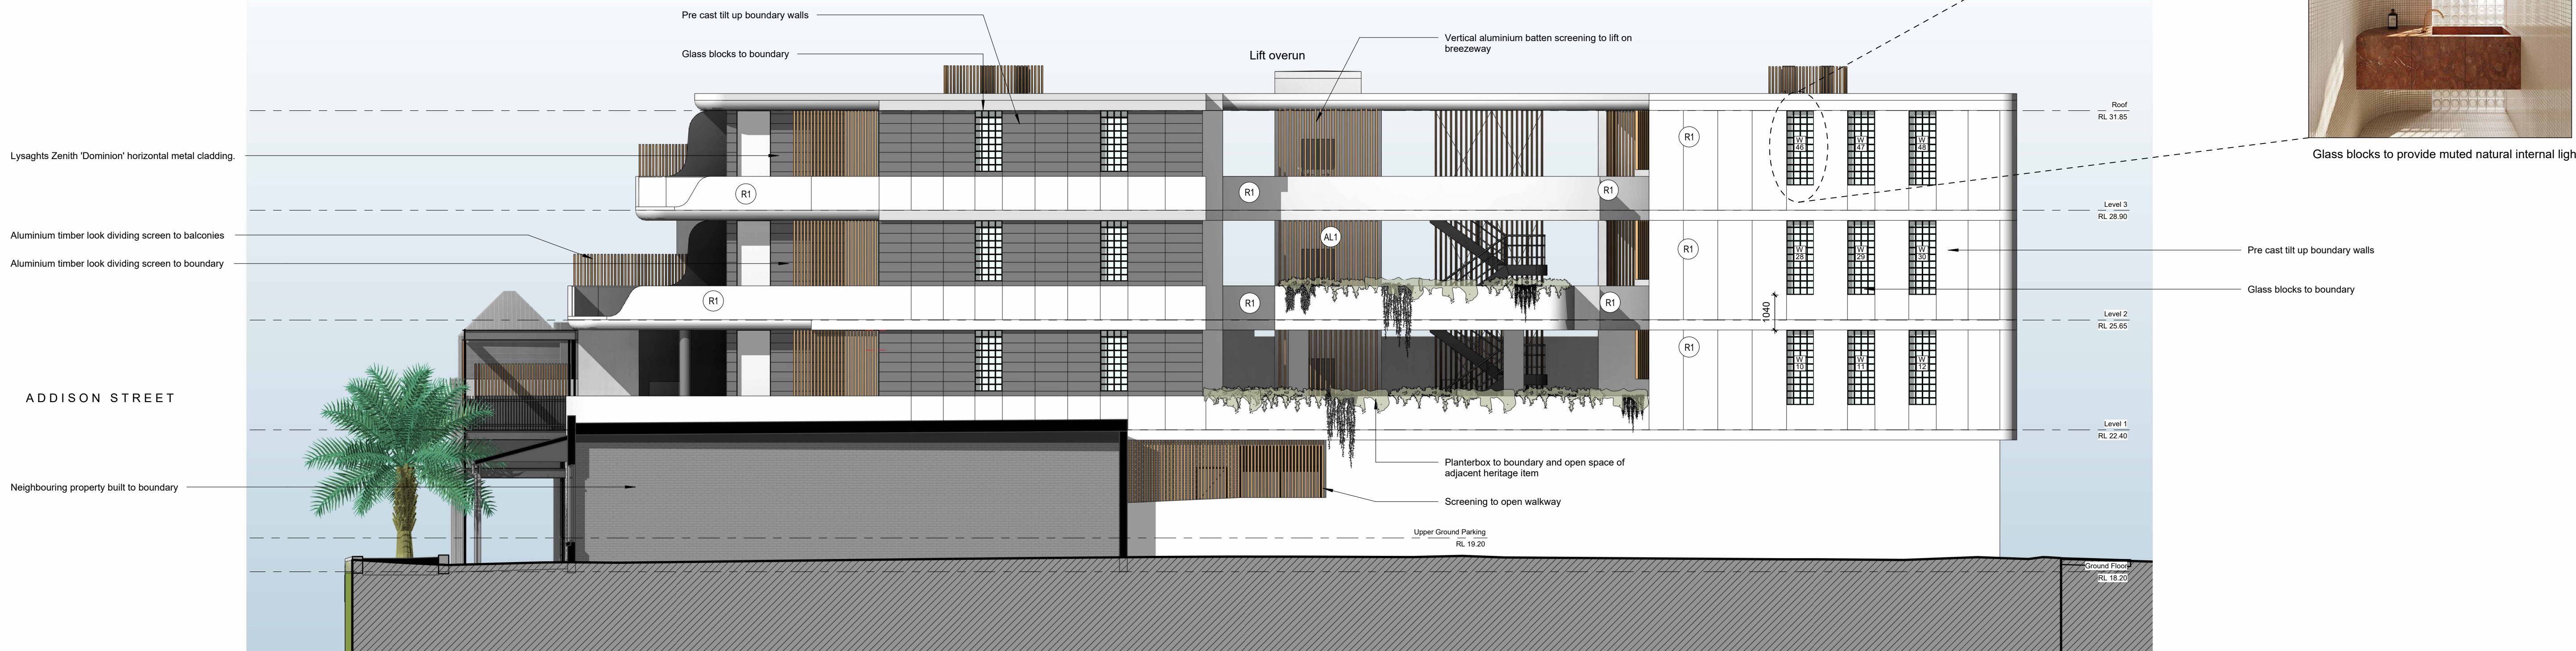 Pre cast tilt up boundary walls
Glass blocks to boundary
Lift overun
Vertical aluminium batten screening to lift on
breezeway
Roof
RL 31.85
Lysaghts Zenith 'Dominion' horizontal metal cladding.
R1
W
46
W
47
W
48
Glass blocks to provide muted natural internal ligh
R1
R1
R1
Level 3
RL 28.90
Aluminium timber look dividing screen to balconies
Aluminium timber look dividing screen to boundary
AL1
R1
W
28
W
29
W
30
Pre cast tilt up boundary walls
Glass blocks to boundary
R1
R1
R1
1040
Level 2
RL 25.65
R1
W
10
W
11
W
12
ADDISON STREET
Level 1
RL 22.40
Planterbox to boundary and open space of
adjacent heritage item
Neighbouring property built to boundary
Screening to open walkway
Upper Ground Parking
RL 19.20
Ground Floor
RL 18.20